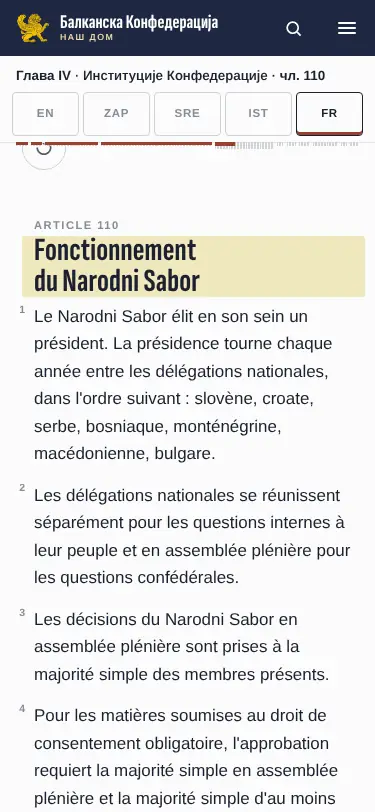 Балканска Конфедерација
НАШ ДОМ
Глава IV · Институције Конфедерације · чл. 110
EN ZAP SRE IST FR
ARTICLE 110
Fonctionnement
du Narodni Sabor
1 Le Narodni Sabor élit en son sein un
président. La présidence tourne chaque
année entre les délégations nationales,
dans l'ordre suivant : slovène, croate,
serbe, bosniaque, monténégrine,
macédonienne, bulgare.
2 Les délégations nationales se réunissent
séparément pour les questions internes à
leur peuple et en assemblée plénière pour
les questions confédérales.
3 Les décisions du Narodni Sabor en
assemblée plénière sont prises à la
majorité simple des membres présents.
4 Pour les matières soumises au droit de
consentement obligatoire, l'approbation
requiert la majorité simple en assemblée
plénière et la majorité simple d'au moins